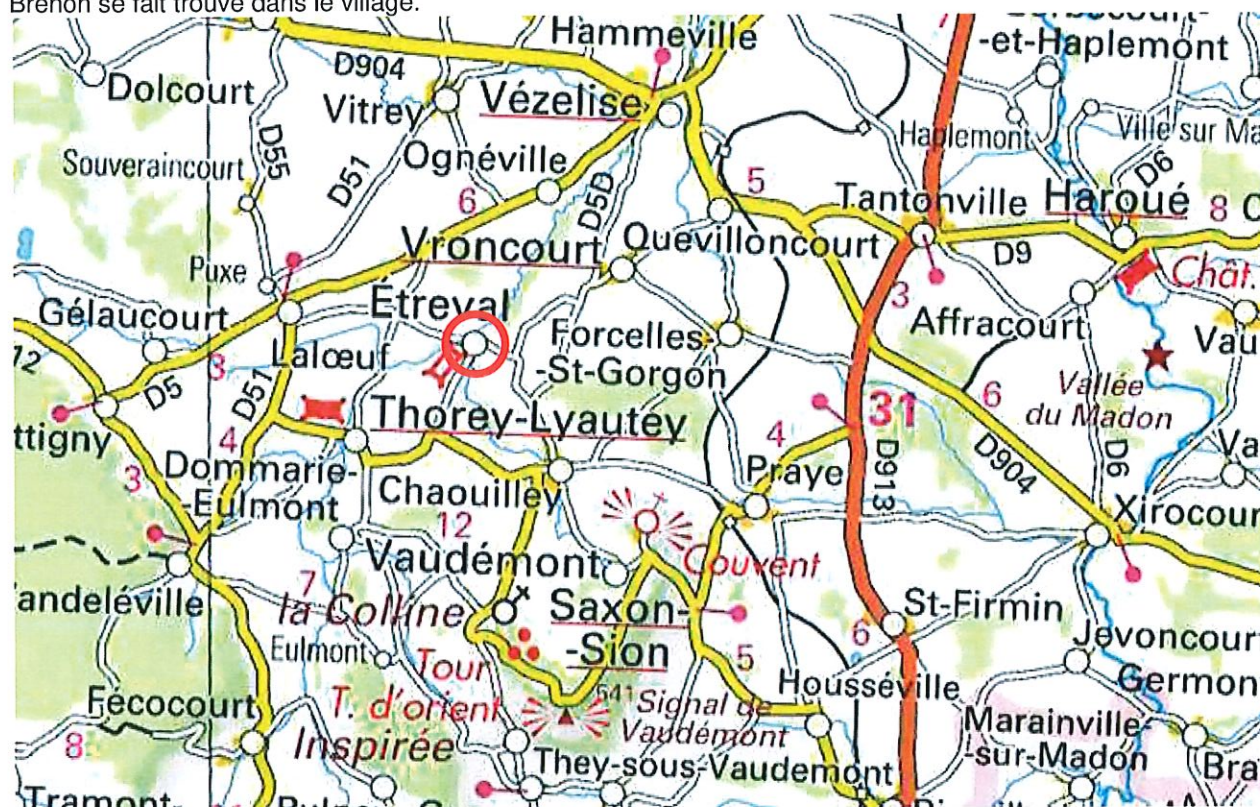 Brénon se fait trouvé dans le village.
Hammeville
-et-Haplemont
D904
Dolcourt
Vitrey
Vézelise
Haplemont
Ville sur Ma
D55
Souveraincourt
D51
Ognéville
6
D5D
5
Tantonville
Haroué
D6
8
Vroncourt
Quevilloncourt
D9
Puxe
Chât.
3
Gélaucourt
Étreval
Affracourt
Vau
Forcelles-
-St-Gorgon
Lalœuf
3
D5
D51
6
Vallée
du Madon
31
ttigny
4
Thorey-Lyautey
4
D913
D904
D6
Va
3
Dommarie-
-Eulmont
Chaouilley
Praye
Xirocour
12
Vaudémont
Couvent
andeléville
7
la Colline
Saxon-
-Sion
St-Firmin
6
Eulmont
Tour
5
Jevoncour
Germon
T. d'orient
Inspirée
541
Signal de
Vaudémont
Housséville
Fécocourt
Marainville-
-sur-Madon
8
They-sous-Vaudemont
Bra
Tramont-